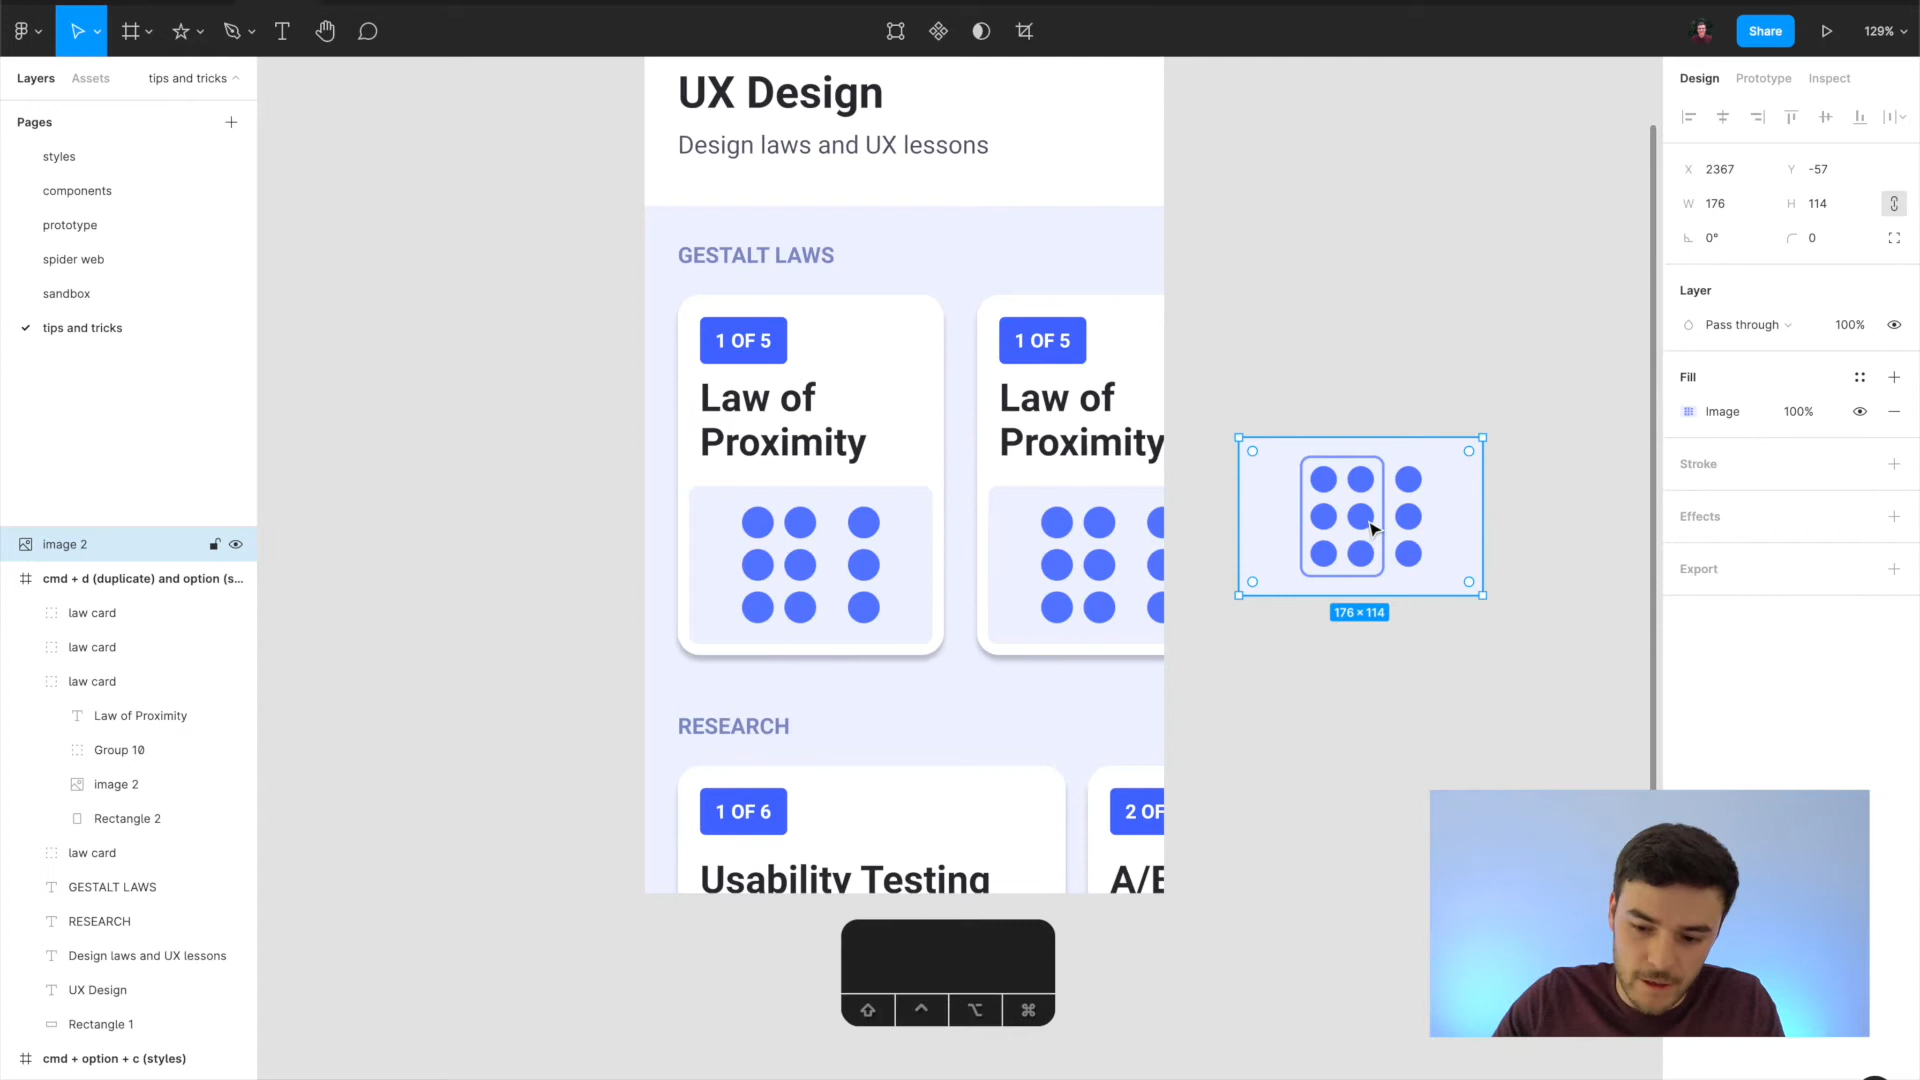 Share
129%
Layers
Assets
tips and tricks
Pages
styles
components
prototype
spider web
sandbox
tips and tricks
image 2
cmd + d (duplicate) and option (s...
law card
law card
law card
Law of Proximity
Group 10
image 2
Rectangle 2
law card
GESTALT LAWS
RESEARCH
Design laws and UX lessons
UX Design
Rectangle 1
cmd + option + c (styles)
UX Design
Design laws and UX lessons
GESTALT LAWS
1 OF 5
Law of
Proximity
1 OF 5
Law of
Proximity
RESEARCH
1 OF 6
Usability Testing
2 OF
A/B
176 × 114
Design
Prototype
Inspect
X 2367
Y -57
W 176
H 114
0°
0
Layer
Pass through
100%
Fill
Image
100%
Stroke
Effects
Export